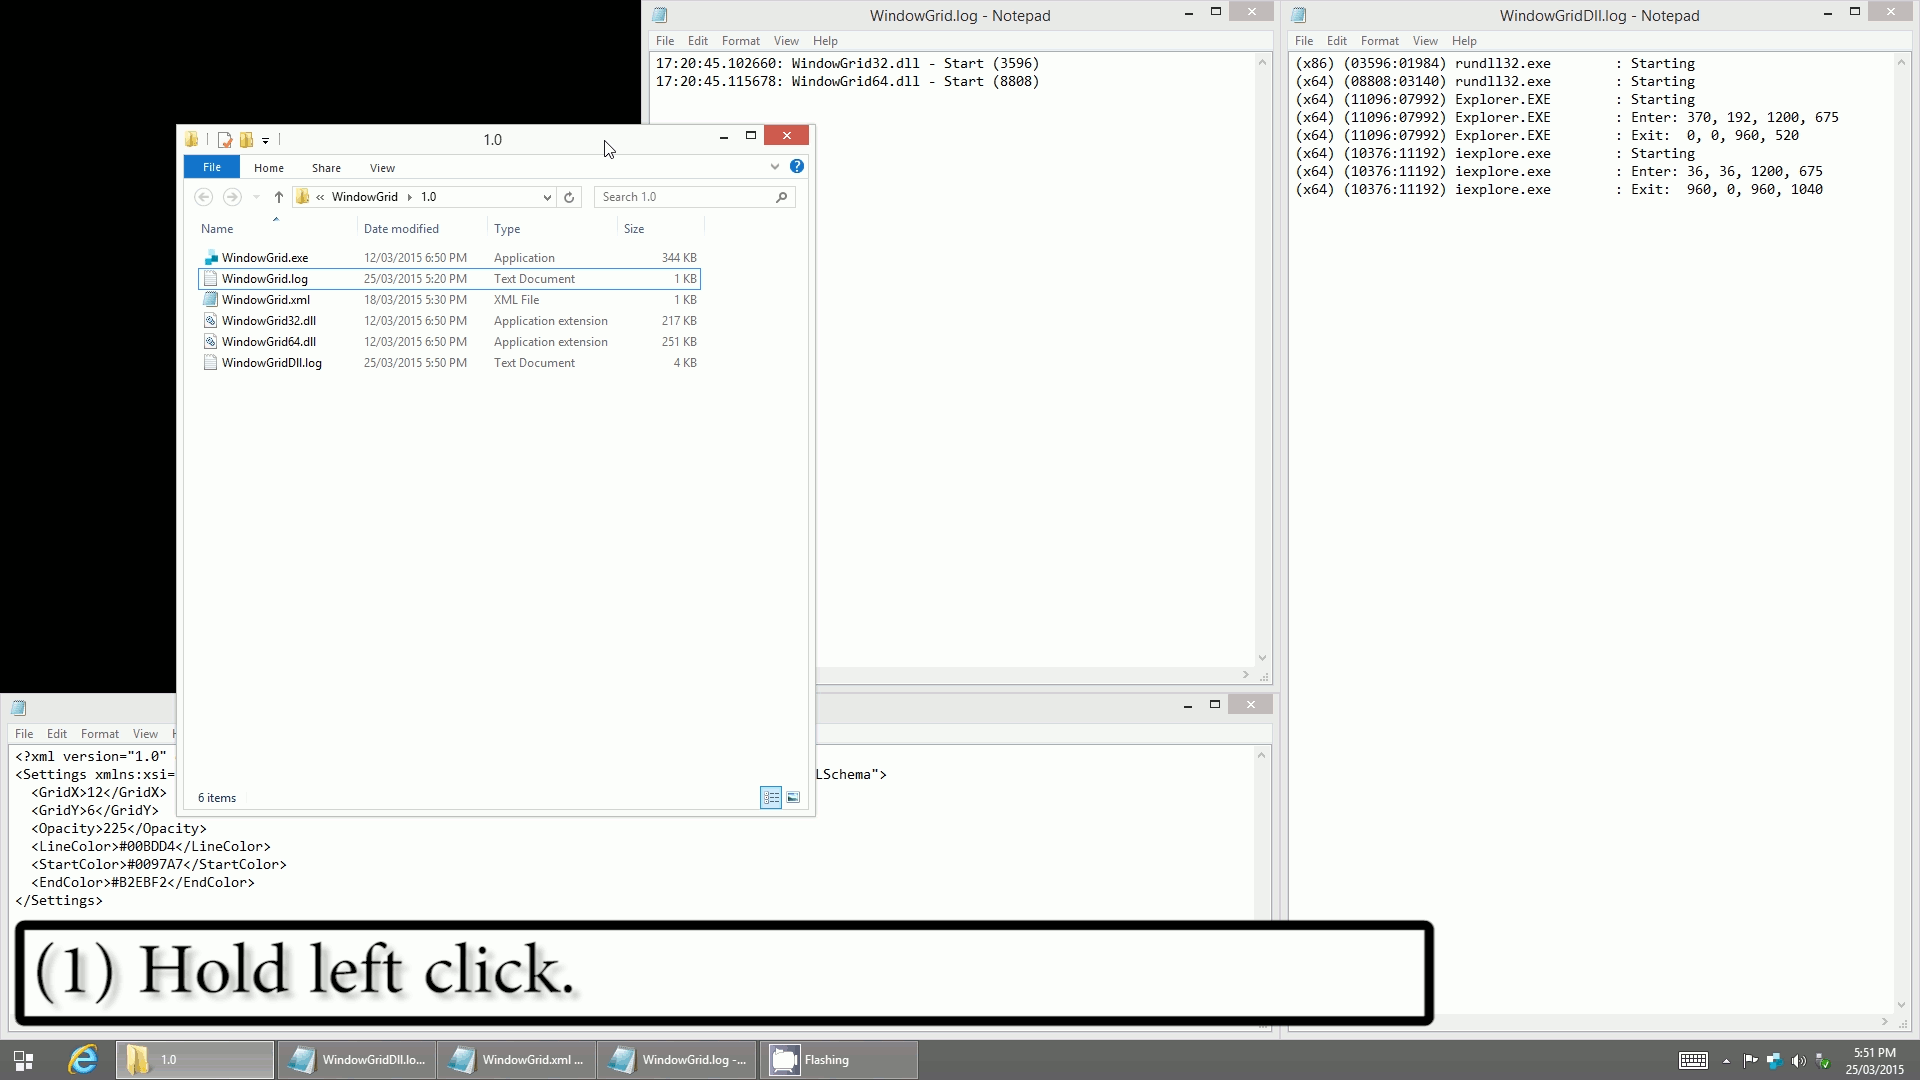 WindowGrid.log - Notepad
File Edit Format View Help
17:20:45.102660: WindowGrid32.dll - Start (3596)
17:20:45.115678: WindowGrid64.dll - Start (8808)
WindowGridDll.log - Notepad
File Edit Format View Help
(x86) (03596:01984) rundll32.exe : Starting
(x64) (08808:03140) rundll32.exe : Starting
(x64) (11096:07992) Explorer.EXE : Starting
(x64) (11096:07992) Explorer.EXE : Enter: 370, 192, 1200, 675
(x64) (11096:07992) Explorer.EXE : Exit: 0, 0, 960, 520
(x64) (10376:11192) iexplore.exe : Starting
(x64) (10376:11192) iexplore.exe : Enter: 36, 36, 1200, 675
(x64) (10376:11192) iexplore.exe : Exit: 960, 0, 960, 1040
1.0
File Home Share View
« WindowGrid 1.0 Search 1.0
Name Date modified Type Size
WindowGrid.exe 12/03/2015 6:50 PM Application 344 KB
WindowGrid.log 25/03/2015 5:20 PM Text Document 1 KB
WindowGrid.xml 18/03/2015 5:30 PM XML File 1 KB
WindowGrid32.dll 12/03/2015 6:50 PM Application extension 217 KB
WindowGrid64.dll 12/03/2015 6:50 PM Application extension 251 KB
WindowGridDll.log 25/03/2015 5:50 PM Text Document 4 KB
6 items
File Edit Format View
<?xml version="1.0"
<Settings xmlns:xsi= LSchema">
<GridX>12</GridX>
<GridY>6</GridY>
<Opacity>225</Opacity>
<LineColor>#00BDD4</LineColor>
<StartColor>#0097A7</StartColor>
<EndColor>#B2EBF2</EndColor>
</Settings>
(1) Hold left click.
1.0 WindowGridDll.lo... WindowGrid.xml ... WindowGrid.log -... Flashing
5:51 PM
25/03/2015